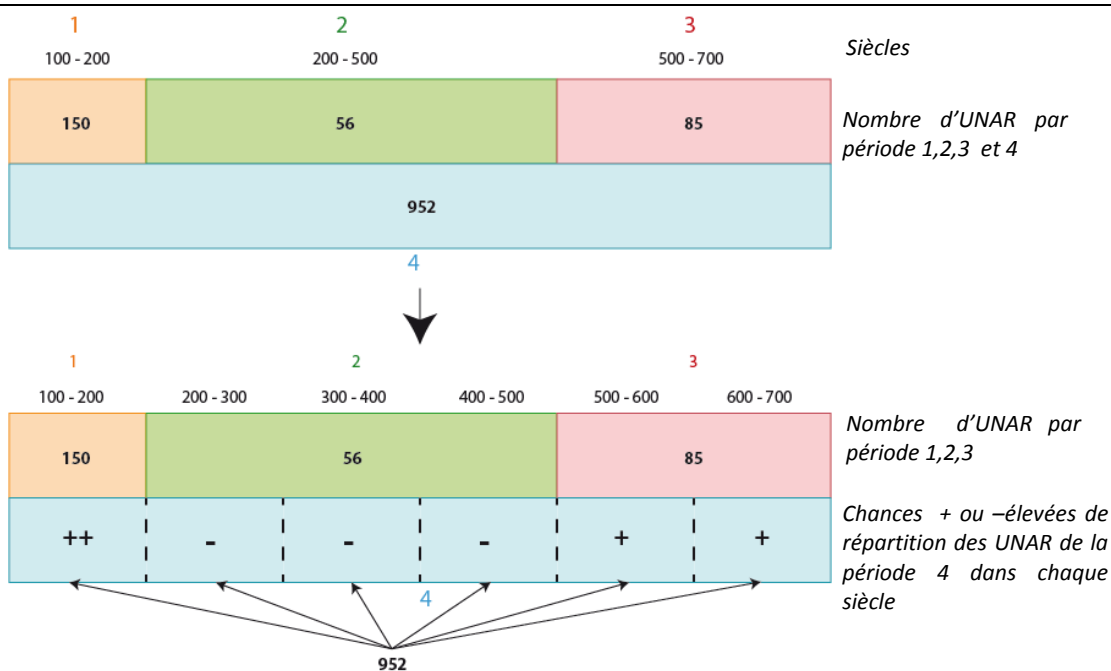 1 2 3
100 - 200 200 - 500 500 - 700 Siècles
150 56 85 Nombre d'UNAR par
période 1,2,3 et 4
952
4
1 2 3
100 - 200 200 - 300 300 - 400 400 - 500 500 - 600 600 - 700
Nombre d'UNAR par
période 1,2,3
150 56 85
++ - - - + +
Chances + ou –élevées de
répartition des UNAR de la
période 4 dans chaque
siècle
4
952